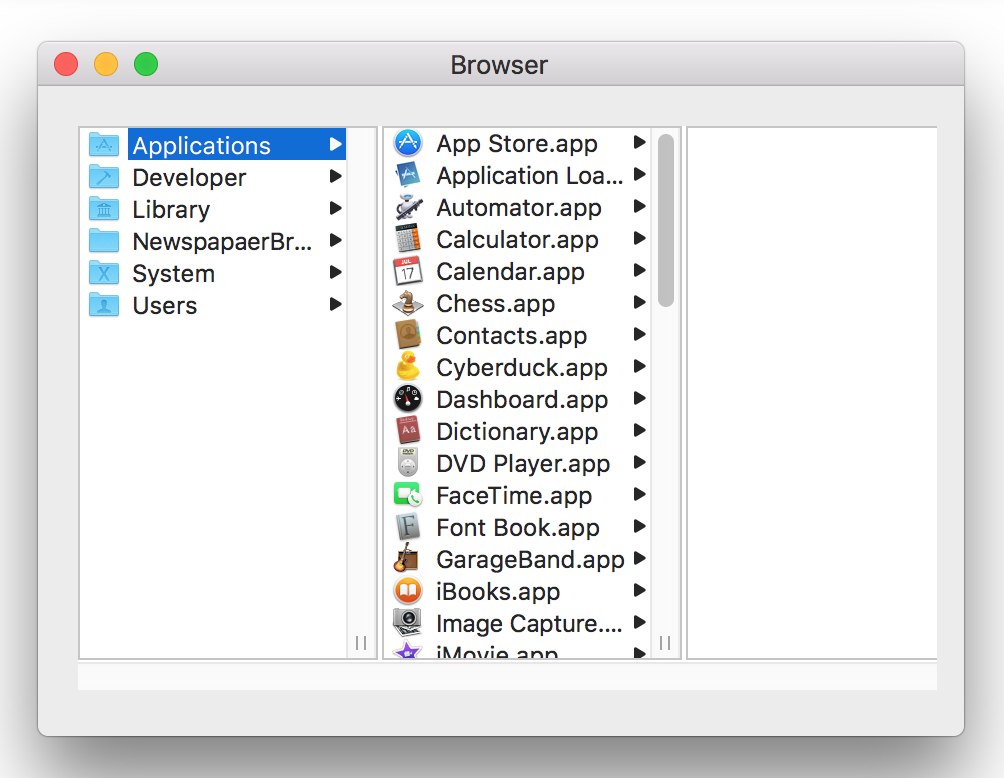 Browser
Applications
Developer
Library
NewspapaerBr...
System
Users
App Store.app
Application Loa...
Automator.app
Calculator.app
JUL
17
Calendar.app
Chess.app
Contacts.app
Cyberduck.app
Dashboard.app
Aa
Dictionary.app
DVD
DVD Player.app
FaceTime.app
F
Font Book.app
GarageBand.app
iBooks.app
Image Capture....
iMovie.app